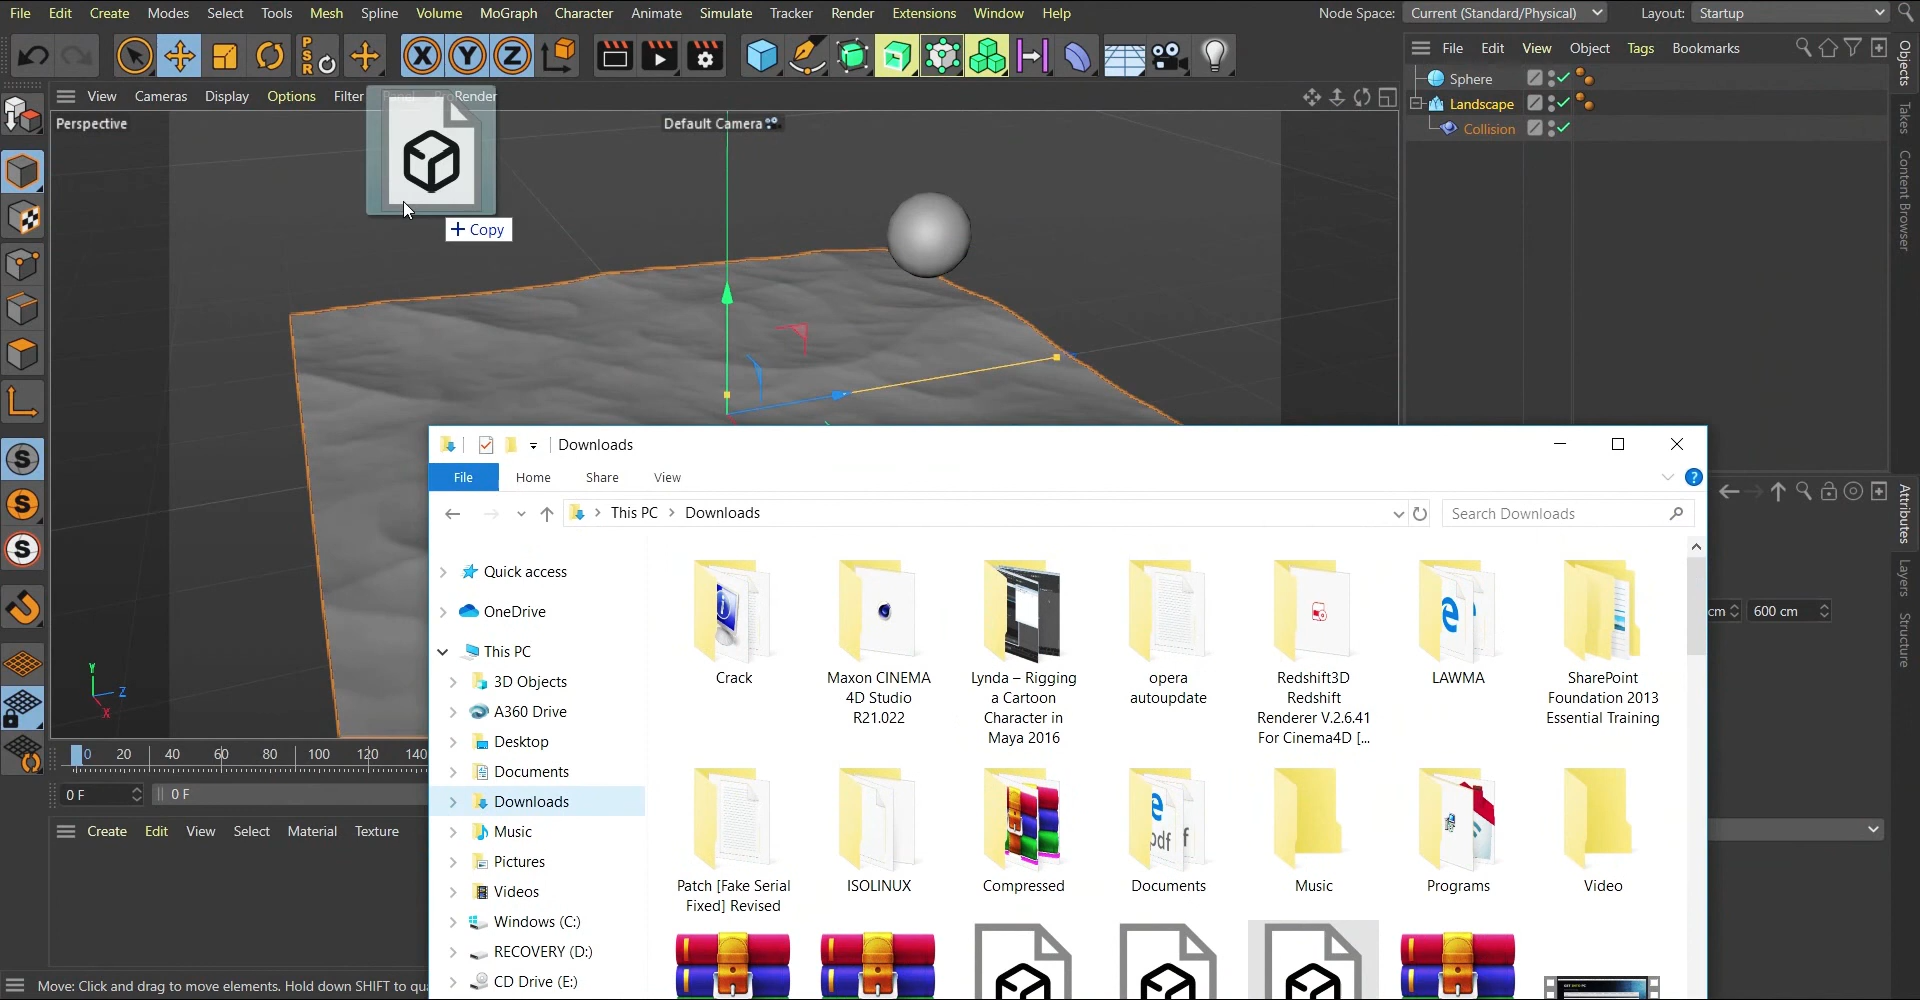 File Edit Create Modes Select Tools Mesh Spline Volume MoGraph Character Animate Simulate Tracker Render Extensions Window Help
Node Space: Current (Standard/Physical) Layout: Startup
P
S
R
X Y Z
File Edit View Object Tags Bookmarks
Objects
Takes
Content Browser
Sphere
Landscape
Collision
View Cameras Display Options Filter Panel ProRender
Perspective
Default Camera
+ Copy
Y
Z
X
S
S
S
0 20 40 60 80 100 120 140
0 F
0 F
Create Edit View Select Material Texture
Move: Click and drag to move elements. Hold down SHIFT to qua
Downloads
File Home Share View
?
This PC > Downloads
Search Downloads
Quick access
OneDrive
This PC
3D Objects
A360 Drive
Desktop
Documents
Downloads
Music
Pictures
Videos
Windows (C:)
RECOVERY (D:)
CD Drive (E:)
Crack
Maxon CINEMA
4D Studio
R21.022
Lynda – Rigging
a Cartoon
Character in
Maya 2016
opera
autoupdate
Redshift3D
Redshift
Renderer V.2.6.41
For Cinema4D [...
LAWMA
SharePoint
Foundation 2013
Essential Training
Patch [Fake Serial
Fixed] Revised
ISOLINUX
Compressed
pdf
Documents
Music
Programs
Video
Attributes
Layers
Structure
cm
600 cm